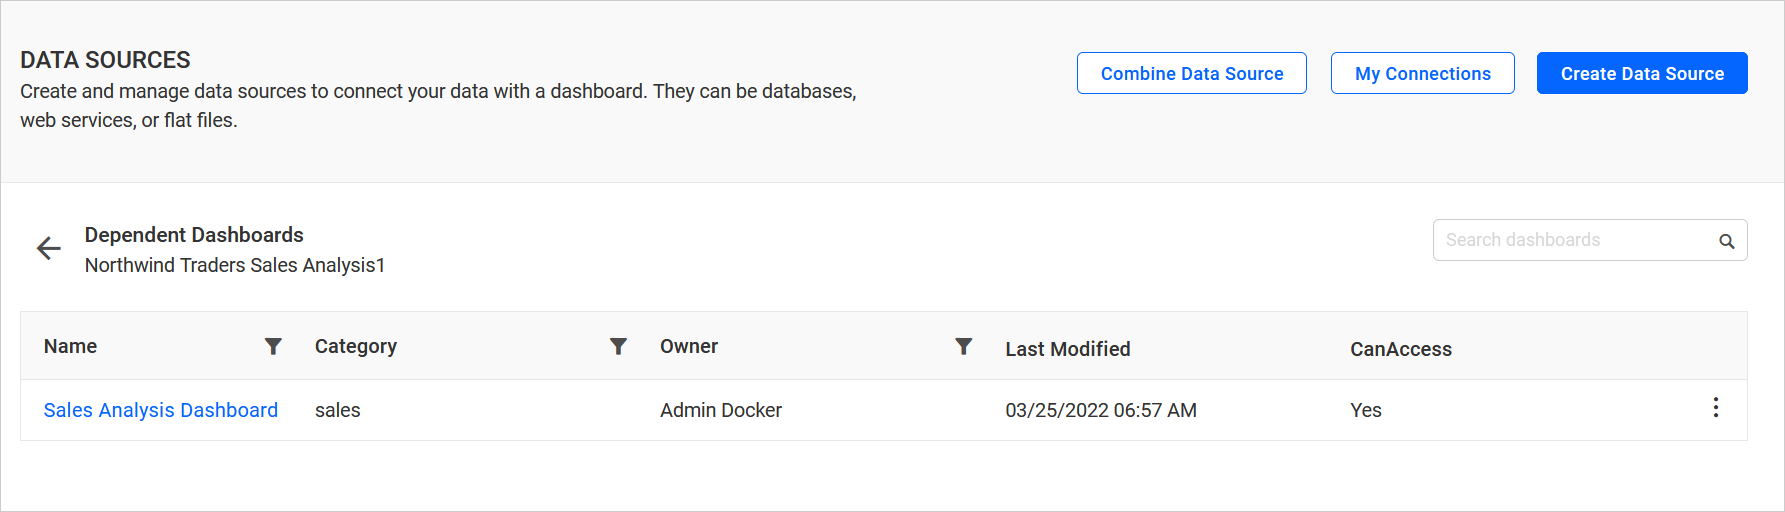 DATA SOURCES
Create and manage data sources to connect your data with a dashboard. They can be databases,
web services, or flat files.
Combine Data Source
My Connections
Create Data Source
Dependent Dashboards
Northwind Traders Sales Analysis1
Search dashboards
Name Category Owner Last Modified CanAccess
Sales Analysis Dashboard sales Admin Docker 03/25/2022 06:57 AM Yes